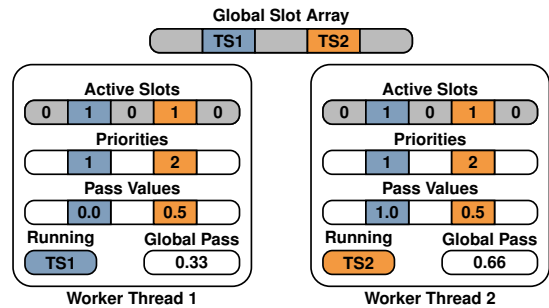 Global Slot Array
TS1 TS2
Active Slots
0 1 0 1 0
Priorities
1 2
Pass Values
0.0 0.5
Running Global Pass
TS1 0.33
Worker Thread 1
Active Slots
0 1 0 1 0
Priorities
1 2
Pass Values
1.0 0.5
Running Global Pass
TS2 0.66
Worker Thread 2